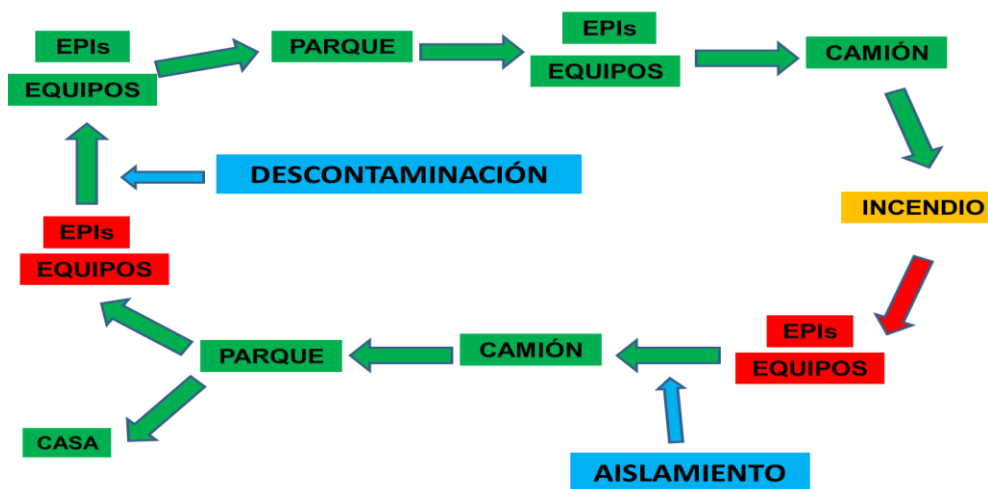 EPIs
EQUIPOS
PARQUE
EPIs
EQUIPOS
CAMIÓN
DESCONTAMINACIÓN
INCENDIO
EPIs
EQUIPOS
EPIs
EQUIPOS
CAMIÓN
PARQUE
CASA
AISLAMIENTO